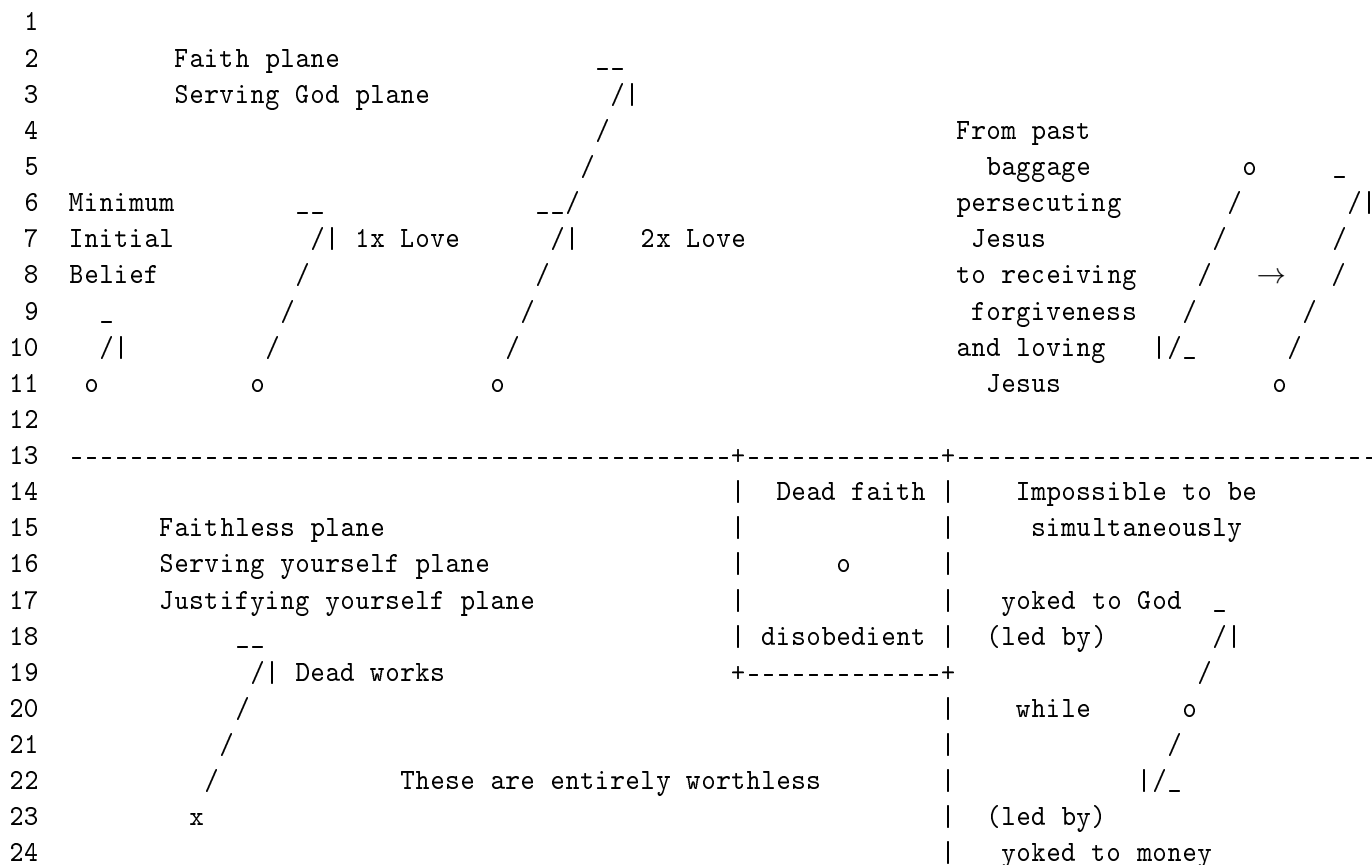 1
2         Faith plane                 __
3         Serving God plane            /|
4                                     /                       From past
5                                    /                          baggage          o     _
6  Minimum        __              __/                         persecuting       /       /|
7  Initial         /| 1x Love      /|    2x Love               Jesus           /       /
8  Belief         /               /                           to receiving    /   →   /
9    _           /               /                             forgiveness   /       /
10   /|         /               /                             and loving   |/_      /
11  o          o               o                                Jesus              o
12
13 --------------------------------------------+-------------+----------------------------
14                                             |  Dead faith |    Impossible to be
15       Faithless plane                       |             |     simultaneously
16       Serving yourself plane                |      o      |
17       Justifying yourself plane             |             |   yoked to God  _
18            __                               | disobedient |  (led by)       /|
19             /| Dead works                   +-------------+                /
20            /                                              |    while      o
21           /                                               |              /
22          /            These are entirely worthless        |            |/_
23         x                                                 |  (led by)
24                                                           |   yoked to money